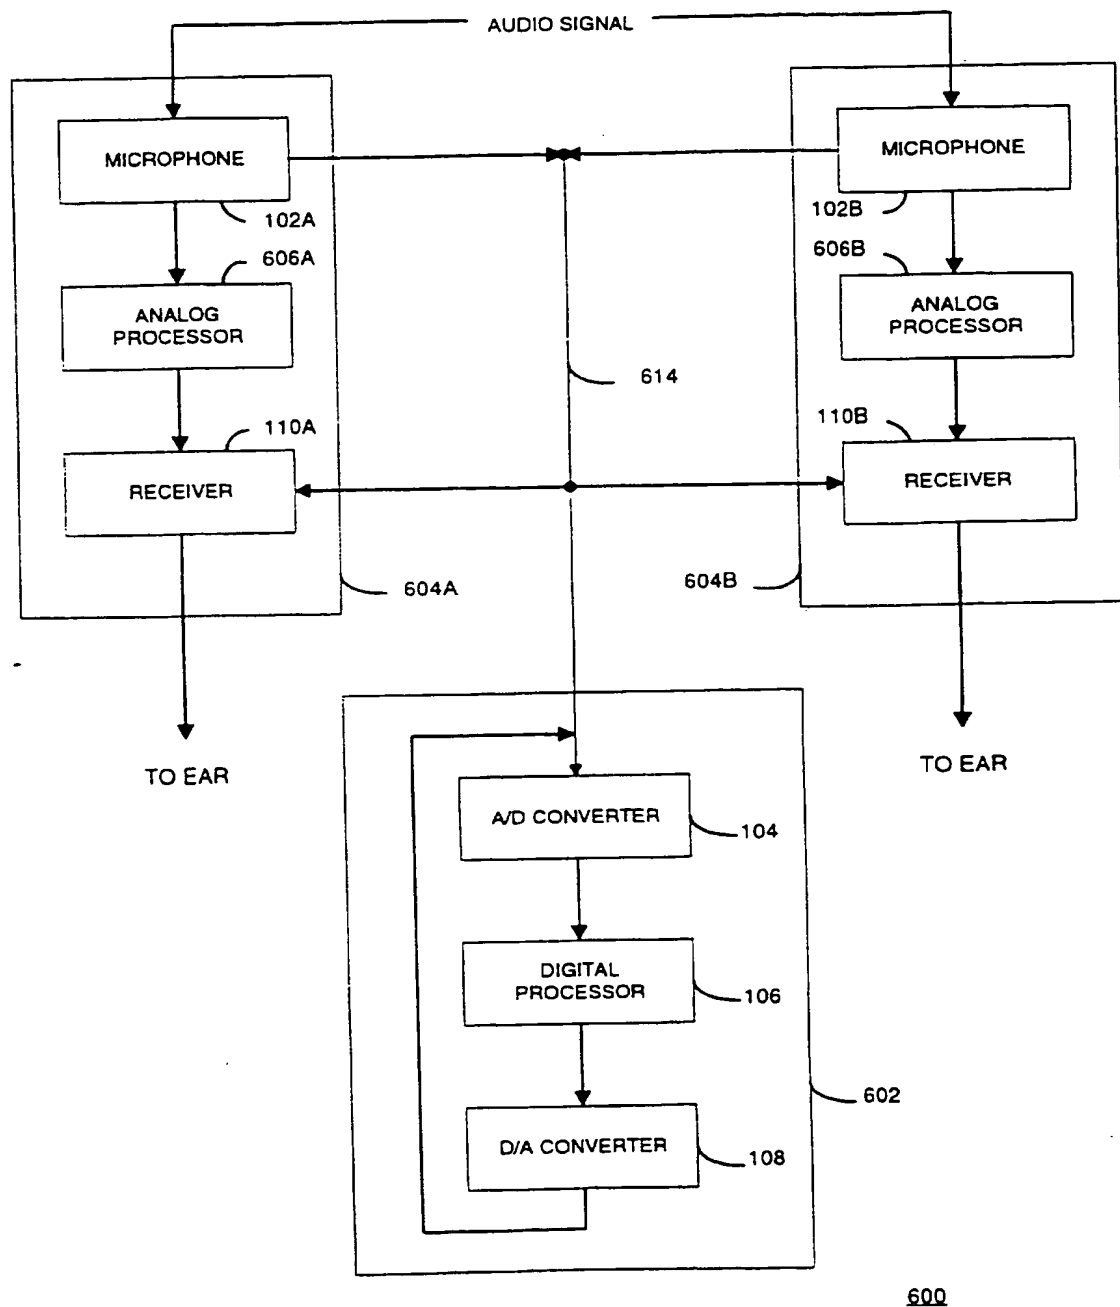 AUDIO SIGNAL
MICROPHONE
102A
606A
ANALOG
PROCESSOR
110A
RECEIVER
604A
TO EAR
MICROPHONE
102B
606B
ANALOG
PROCESSOR
110B
RECEIVER
604B
TO EAR
614
A/D CONVERTER
104
DIGITAL
PROCESSOR
106
602
D/A CONVERTER
108
600